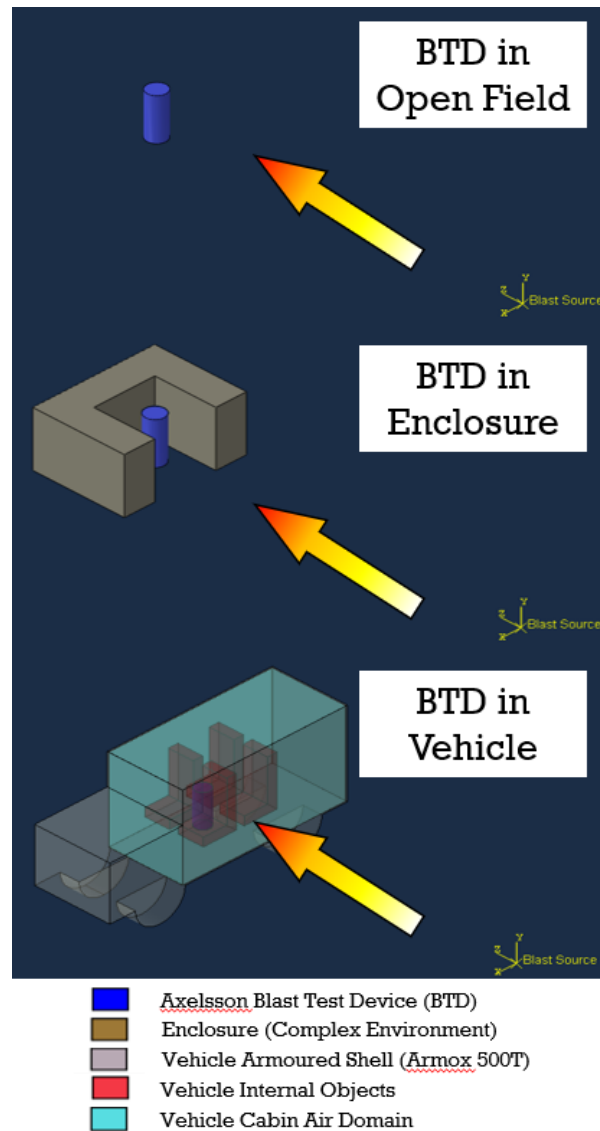 BTD in
Open Field
Y
Z
X
Blast Source
BTD in
Enclosure
Y
Z
X
Blast Source
BTD in
Vehicle
Y
Z
X
Blast Source
Axelsson Blast Test Device (BTD)
Enclosure (Complex Environment)
Vehicle Armoured Shell (Armox 500T)
Vehicle Internal Objects
Vehicle Cabin Air Domain